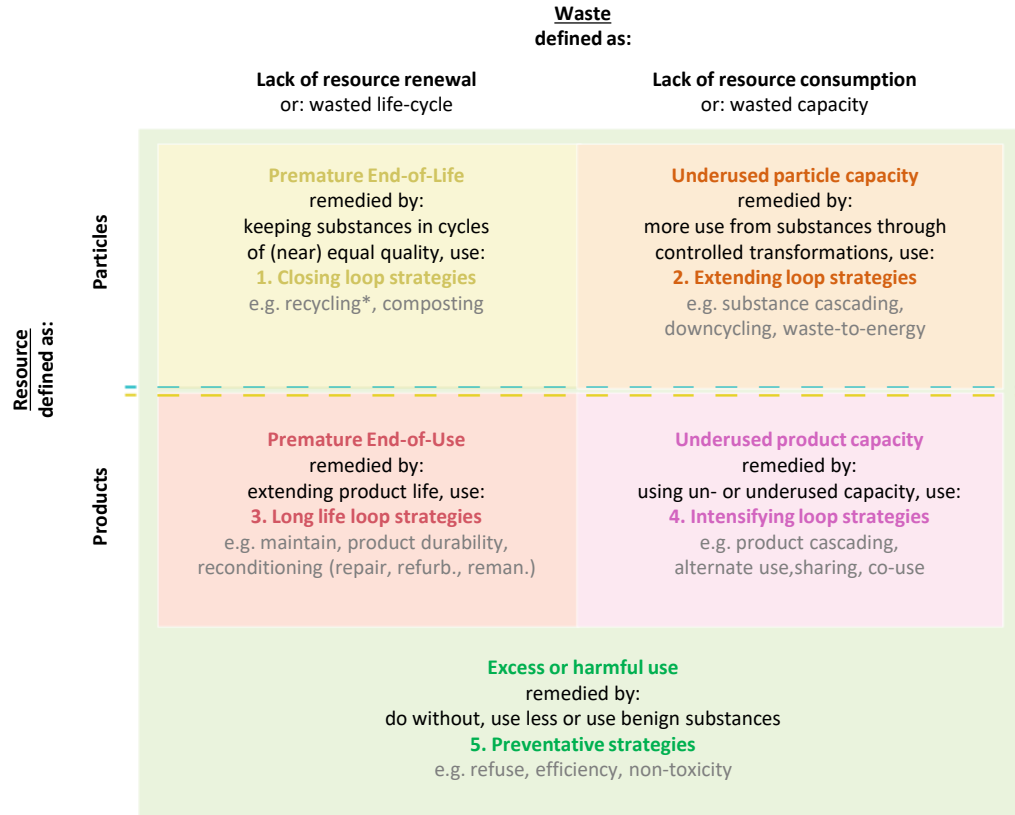 Waste
defined as:
Lack of resource renewal
or: wasted life-cycle
Lack of resource consumption
or: wasted capacity
Resource
defined as:
Particles
Premature End-of-Life
remedied by:
keeping substances in cycles
of (near) equal quality, use:
1. Closing loop strategies
e.g. recycling*, composting
Underused particle capacity
remedied by:
more use from substances through
controlled transformations, use:
2. Extending loop strategies
e.g. substance cascading,
downcycling, waste-to-energy
Products
Premature End-of-Use
remedied by:
extending product life, use:
3. Long life loop strategies
e.g. maintain, product durability,
reconditioning (repair, refurb., reman.)
Underused product capacity
remedied by:
using un- or underused capacity, use:
4. Intensifying loop strategies
e.g. product cascading,
alternate use,sharing, co-use
Excess or harmful use
remedied by:
do without, use less or use benign substances
5. Preventative strategies
e.g. refuse, efficiency, non-toxicity